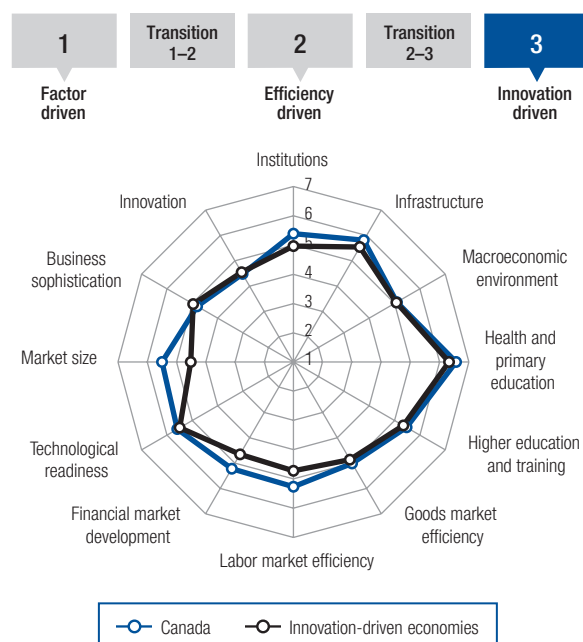 1
Transition
1–2
2
Transition
2–3
3
Factor
driven
Efficiency
driven
Innovation
driven
Institutions
7
Innovation
Infrastructure
6
5
Business
sophistication
Macroeconomic
environment
4
3
2
Market size
1
Health and
primary
education
Technological
readiness
Higher education
and training
Financial market
development
Goods market
efficiency
Labor market efficiency
Canada
Innovation-driven economies